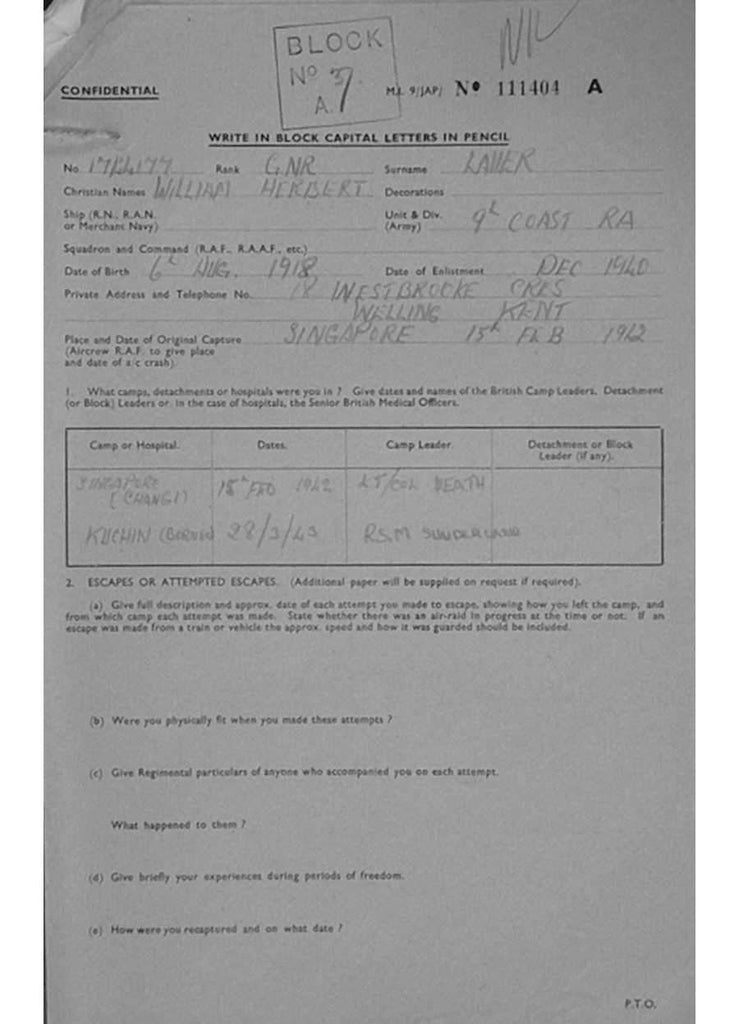 NIL
BLOCK
No 37.
A.
CONFIDENTIAL
M.I. 9/JAP/ No 111404 A
WRITE IN BLOCK CAPITAL LETTERS IN PENCIL
No. Rank GNR Surname
Christian Names WILLIAM HERBERT Decorations
Ship (R.N., R.A.N. Unit & Div. 9th COAST RA
or Merchant Navy) (Army)
Squadron and Command (R.A.F., R.A.A.F., etc.)
Date of Birth 6th AUG. 1918 Date of Enlistment DEC 1940
Private Address and Telephone No. 18 WESTBROOKE CRES
WELLING KENT
Place and Date of Original Capture SINGAPORE 15th FEB 1942
(Aircrew R.A.F. to give place
and date of a/c crash).
1. What camps, detachments or hospitals were you in ? Give dates and names of the British Camp Leaders, Detachment
(or Block) Leaders or, in the case of hospitals, the Senior British Medical Officers.
Camp or Hospital. Dates. Camp Leader. Detachment or Block
Leader (if any).
SINGAPORE 15th FEB 1942 LT/COL
(CHANGI)
KUCHIN (BORNEO) 28/3/43 RSM SUNDERLAND
2. ESCAPES OR ATTEMPTED ESCAPES. (Additional paper will be supplied on request if required).
(a) Give full description and approx. date of each attempt you made to escape, showing how you left the camp, and
from which camp each attempt was made. State whether there was an air-raid in progress at the time or not. If an
escape was made from a train or vehicle the approx. speed and how it was guarded should be included.
(b) Were you physically fit when you made these attempts ?
(c) Give Regimental particulars of anyone who accompanied you on each attempt.
What happened to them ?
(d) Give briefly your experiences during periods of freedom.
(e) How were you recaptured and on what date ?
P.T.O.